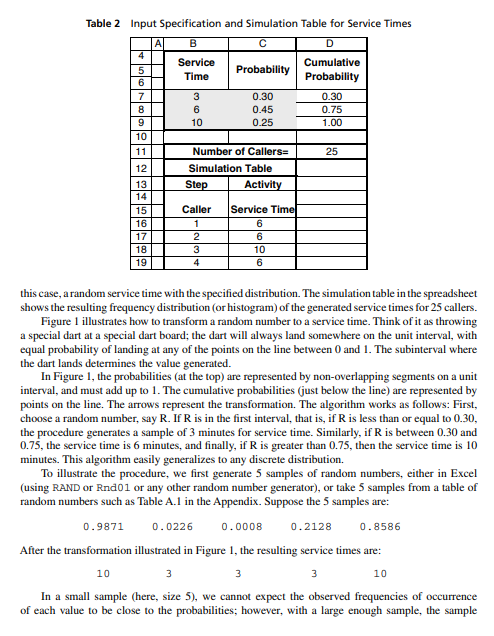 Table 2 Input Specification and Simulation Table for Service Times
A B C D
4
5
6
Service Time Probability Cumulative Probability
7 3 0.30 0.30
8 6 0.45 0.75
9 10 0.25 1.00
10
11 Number of Callers= 25
12 Simulation Table
13 Step Activity
14
15 Caller Service Time
16 1 6
17 2 6
18 3 10
19 4 6
this case, a random service time with the specified distribution. The simulation table in the spreadsheet
shows the resulting frequency distribution (or histogram) of the generated service times for 25 callers.
Figure 1 illustrates how to transform a random number to a service time. Think of it as throwing
a special dart at a special dart board; the dart will always land somewhere on the unit interval, with
equal probability of landing at any of the points on the line between 0 and 1. The subinterval where
the dart lands determines the value generated.
In Figure 1, the probabilities (at the top) are represented by non-overlapping segments on a unit
interval, and must add up to 1. The cumulative probabilities (just below the line) are represented by
points on the line. The arrows represent the transformation. The algorithm works as follows: First,
choose a random number, say R. If R is in the first interval, that is, if R is less than or equal to 0.30,
the procedure generates a sample of 3 minutes for service time. Similarly, if R is between 0.30 and
0.75, the service time is 6 minutes, and finally, if R is greater than 0.75, then the service time is 10
minutes. This algorithm easily generalizes to any discrete distribution.
To illustrate the procedure, we first generate 5 samples of random numbers, either in Excel
(using RAND or Rnd01 or any other random number generator), or take 5 samples from a table of
random numbers such as Table A.1 in the Appendix. Suppose the 5 samples are:
0.9871 0.0226 0.0008 0.2128 0.8586
After the transformation illustrated in Figure 1, the resulting service times are:
10 3 3 3 10
In a small sample (here, size 5), we cannot expect the observed frequencies of occurrence
of each value to be close to the probabilities; however, with a large enough sample, the sample